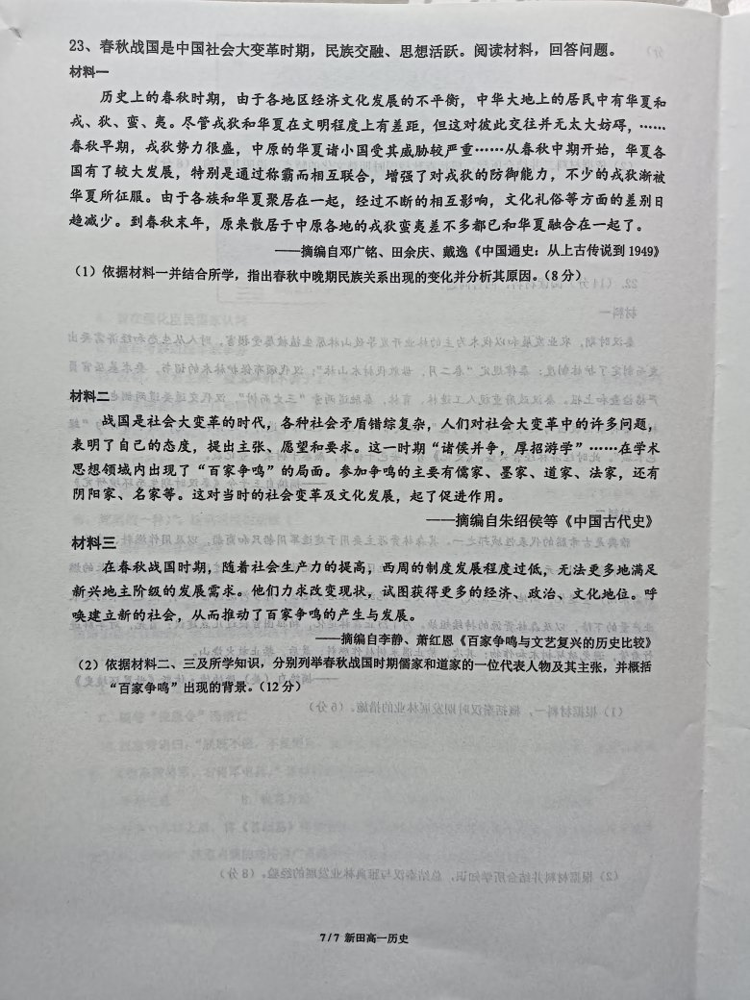 23、春秋战国是中国社会大变革时期，民族交融、思想活跃。阅读材料，回答问题。
材料一
历史上的春秋时期，由于各地区经济文化发展的不平衡，中华大地上的居民中有华夏和
戎、狄、蛮、夷。尽管戎狄和华夏在文明程度上有差距，但这对彼此交往并无太大妨碍，……
春秋早期，戎狄势力很盛，中原的华夏诸小国受其威胁较严重……从春秋中期开始，华夏各
国有了较大发展，特别是通过称霸而相互联合，增强了对戎狄的防御能力，不少的戎狄渐被
华夏所征服。由于各族和华夏聚居在一起，经过不断的相互影响，文化礼俗等方面的差别日
趋减少。到春秋末年，原来散居于中原各地的戎狄蛮夷差不多都已和华夏融合在一起了。
——摘编自邓广铭、田余庆、戴逸《中国通史：从上古传说到1949》
（1）依据材料一并结合所学，指出春秋中晚期民族关系出现的变化并分析其原因。（8分）
材料二
战国是社会大变革的时代，各种社会矛盾错综复杂，人们对社会大变革中的许多问题，
表明了自己的态度，提出主张、愿望和要求。这一时期“诸侯并争，厚招游学”……在学术
思想领域内出现了“百家争鸣”的局面。参加争鸣的主要有儒家、墨家、道家、法家，还有
阴阳家、名家等。这对当时的社会变革及文化发展，起了促进作用。
——摘编自朱绍侯等《中国古代史》
材料三
在春秋战国时期，随着社会生产力的提高，西周的制度发展程度过低，无法更多地满足
新兴地主阶级的发展需求。他们力求改变现状，试图获得更多的经济、政治、文化地位。呼
唤建立新的社会，从而推动了百家争鸣的产生与发展。
——摘编自李静、萧红恩《百家争鸣与文艺复兴的历史比较》
（2）依据材料二、三及所学知识，分别列举春秋战国时期儒家和道家的一位代表人物及其主张，并概括
“百家争鸣”出现的背景。（12分）
7/7 新田高一历史